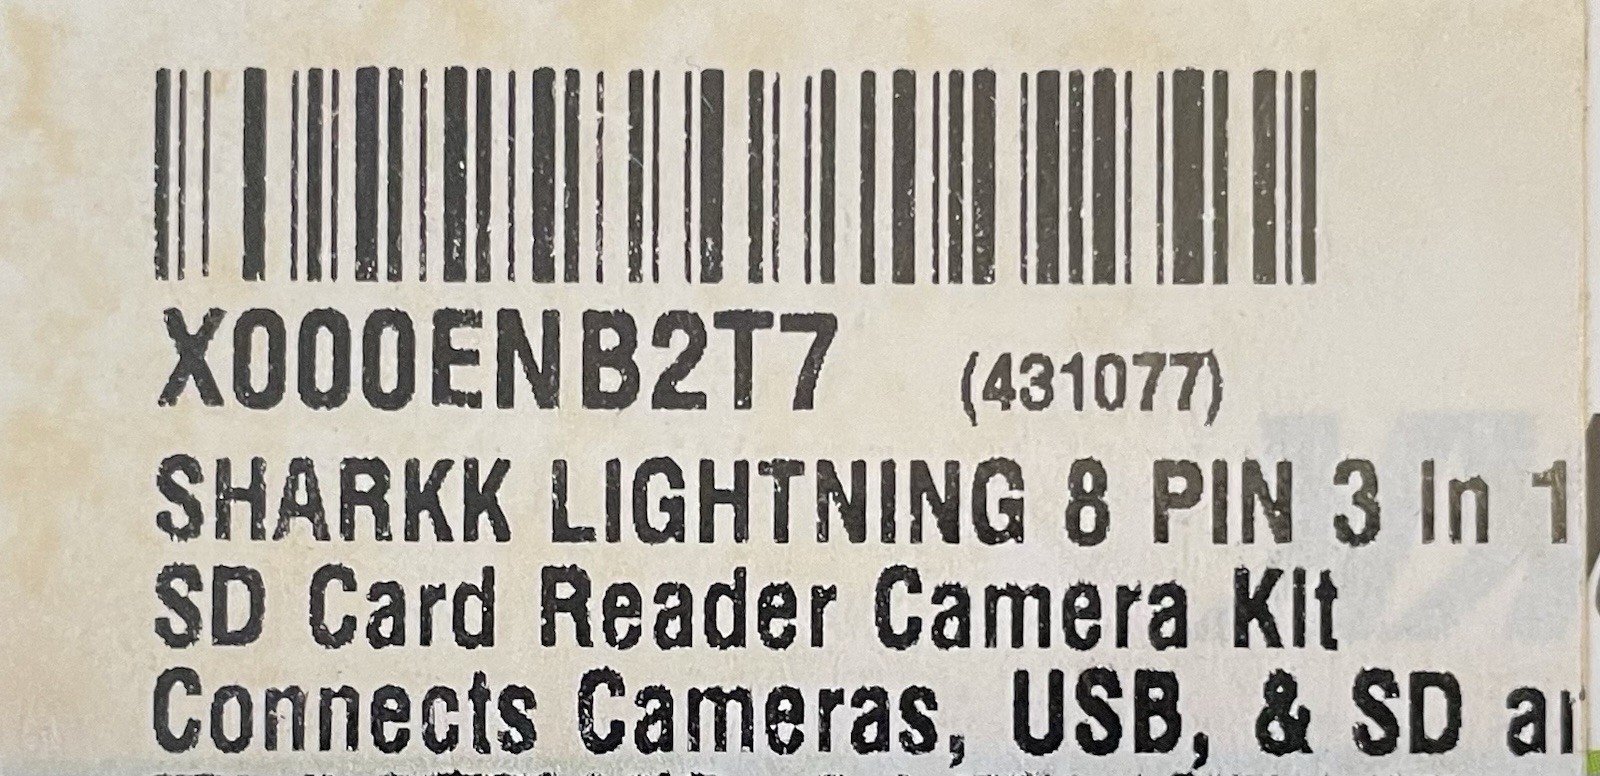 X000ENB2T7 (431077)
SHARKK LIGHTNING 8 PIN 3 in 1
SD Card Reader Camera Kit
Connects Cameras, USB, & SD